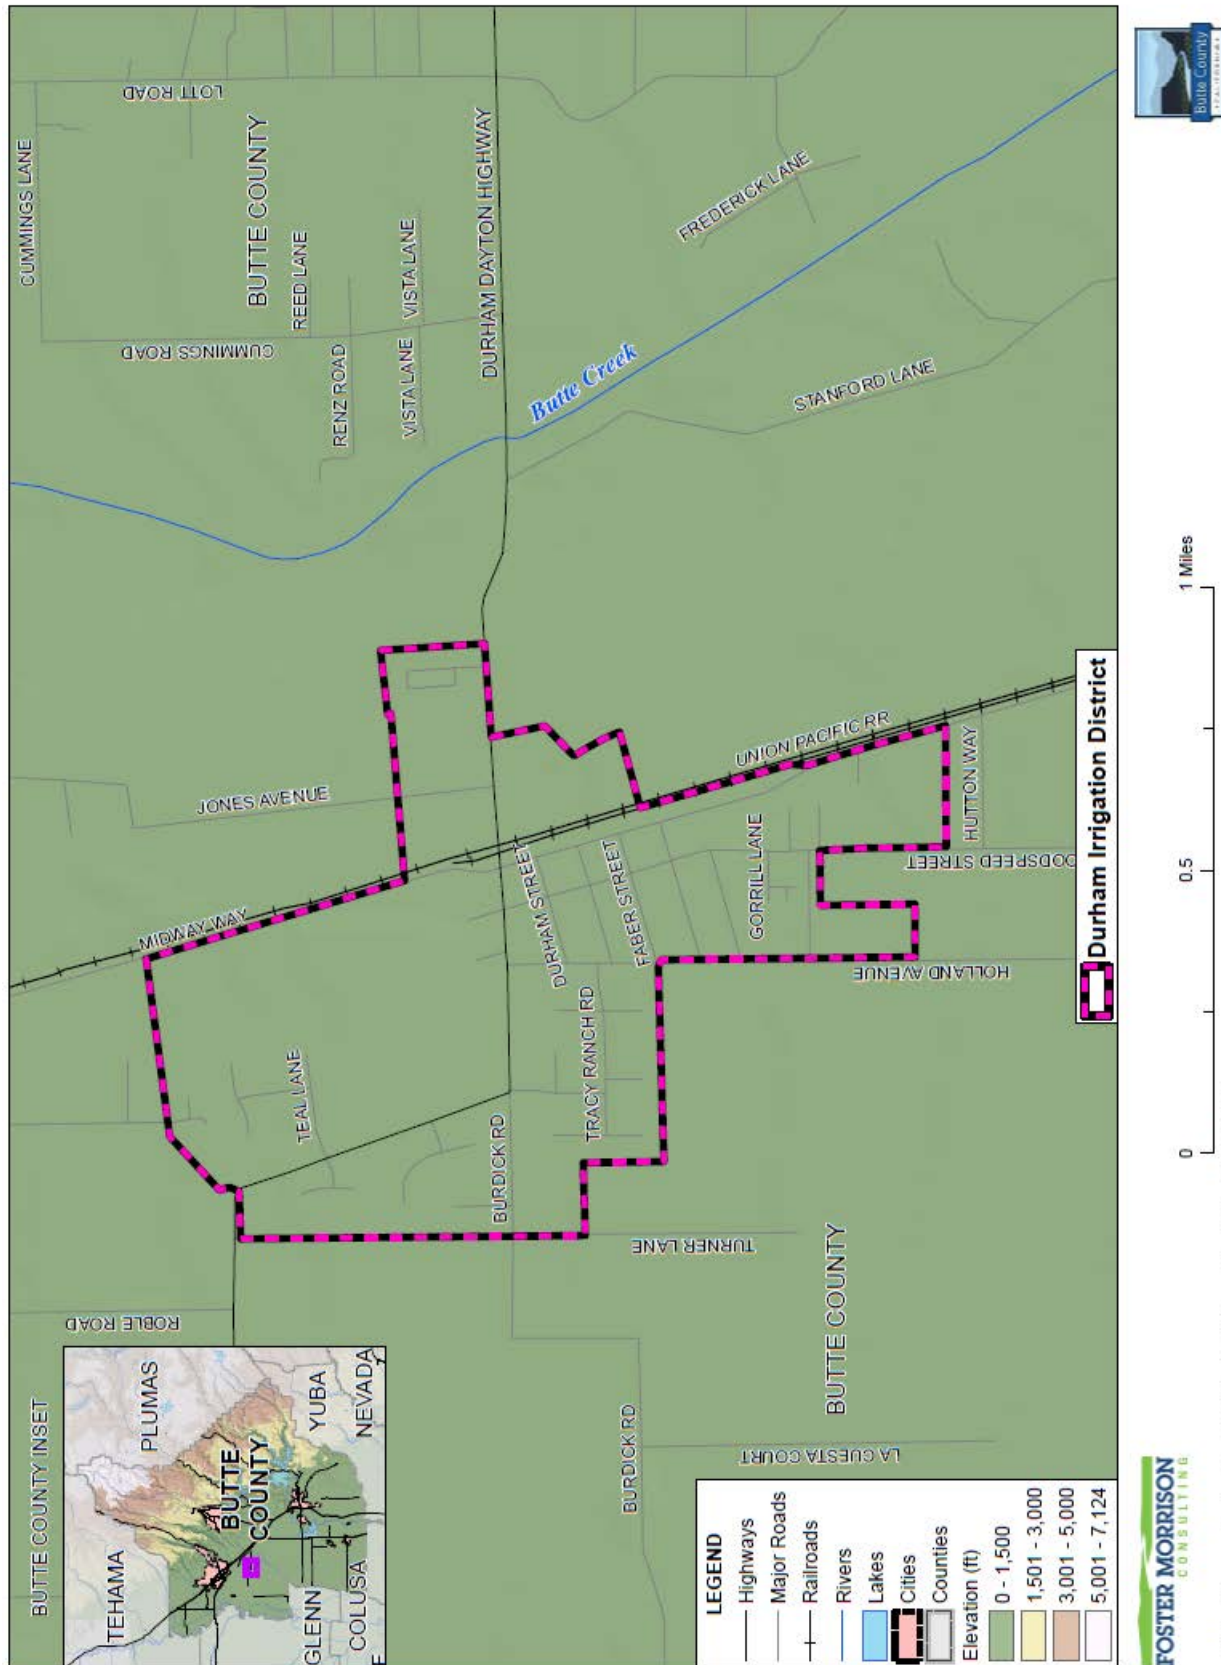 BUTTE COUNTY INSET
TEHAMA
PLUMAS
BUTTE
COUNTY
GLENN
COLUSA
YUBA
NEVADA
ROBLE ROAD
CUMMINGS LANE
LOTT ROAD
BUTTE COUNTY
REED LANE
CUMMINGS ROAD
RENZ ROAD
VISTA LANE
VISTA LANE
DURHAM DAYTON HIGHWAY
MIDWAY WAY
JONES AVENUE
TEAL LANE
BURDICK RD
Butte Creek
FREDERICK LANE
STANFORD LANE
DURHAM STREET
FABER STREET
TRACY RANCH RD
UNION PACIFIC RR
GORRILL LANE
HUTTON WAY
ODSPEED STREET
HOLLAND AVENUE
TURNER LANE
BUTTE COUNTY
BURDICK RD
LA CUESTA COURT
LEGEND
Highways
Major Roads
Railroads
Rivers
Lakes
Cities
Counties
Elevation (ft)
0 - 1,500
1,501 - 3,000
3,001 - 5,000
5,001 - 7,124
Durham Irrigation District
FOSTER MORRISON
CONSULTING
0 0.5 1 Miles
Butte County
CALIFORNIA